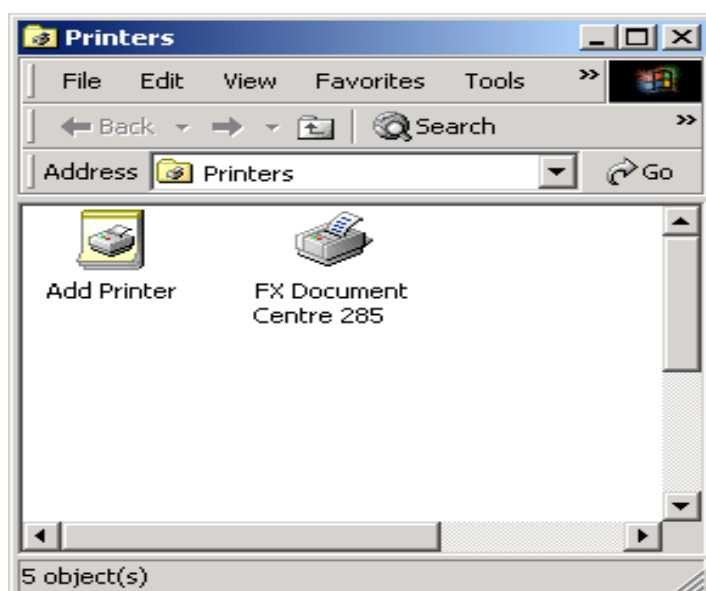 Printers
File Edit View Favorites Tools »
Back Search »
Address Printers Go
Add Printer
FX Document
Centre 285
5 object(s)